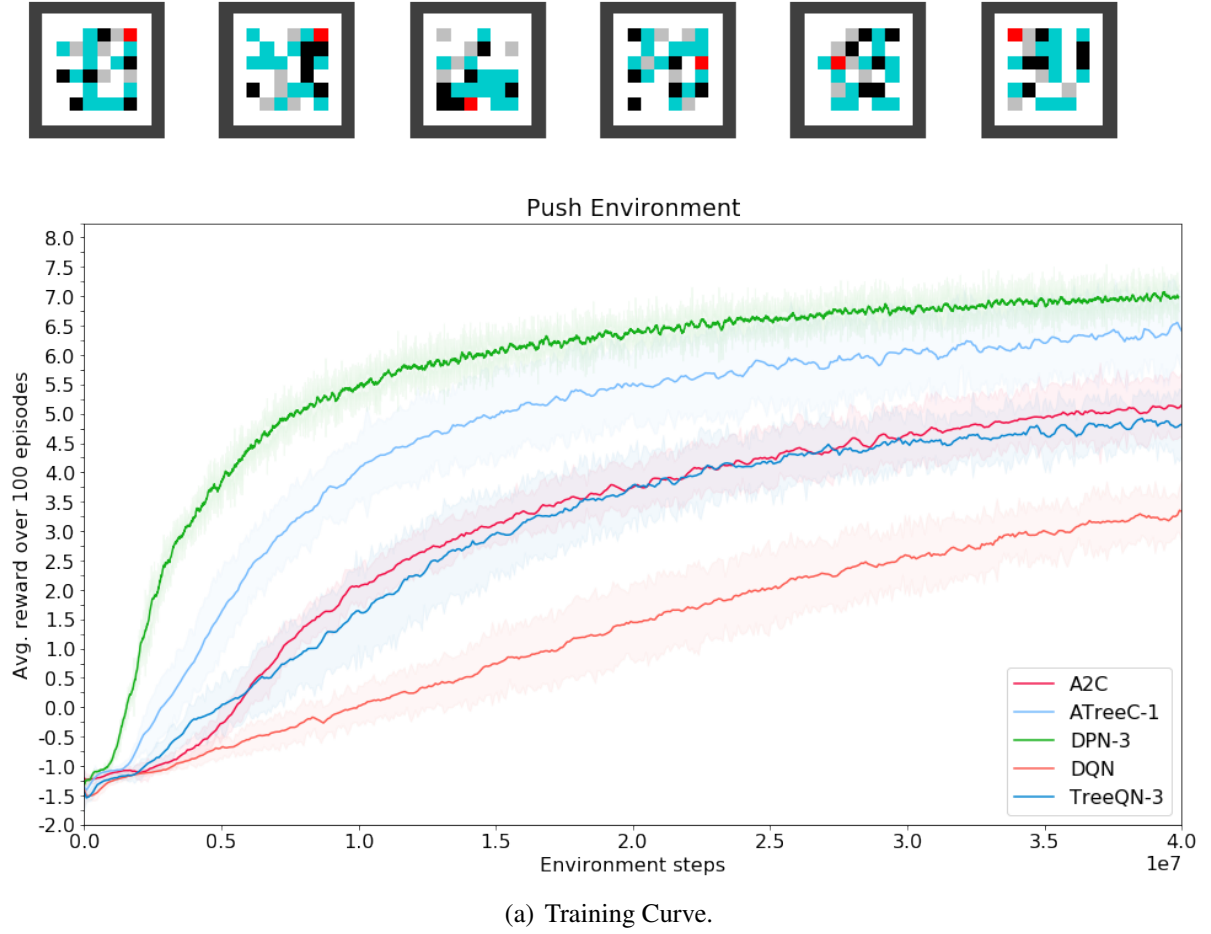 Push Environment
8.0
7.5
7.0
6.5
6.0
5.5
5.0
4.5
4.0
3.5
3.0
2.5
2.0
1.5
1.0
0.5
0.0
-0.5
-1.0
-1.5
-2.0
Avg. reward over 100 episodes
A2C
ATreeC-1
DPN-3
DQN
TreeQN-3
0.0 0.5 1.0 1.5 2.0 2.5 3.0 3.5 4.0
Environment steps 1e7
(a) Training Curve.